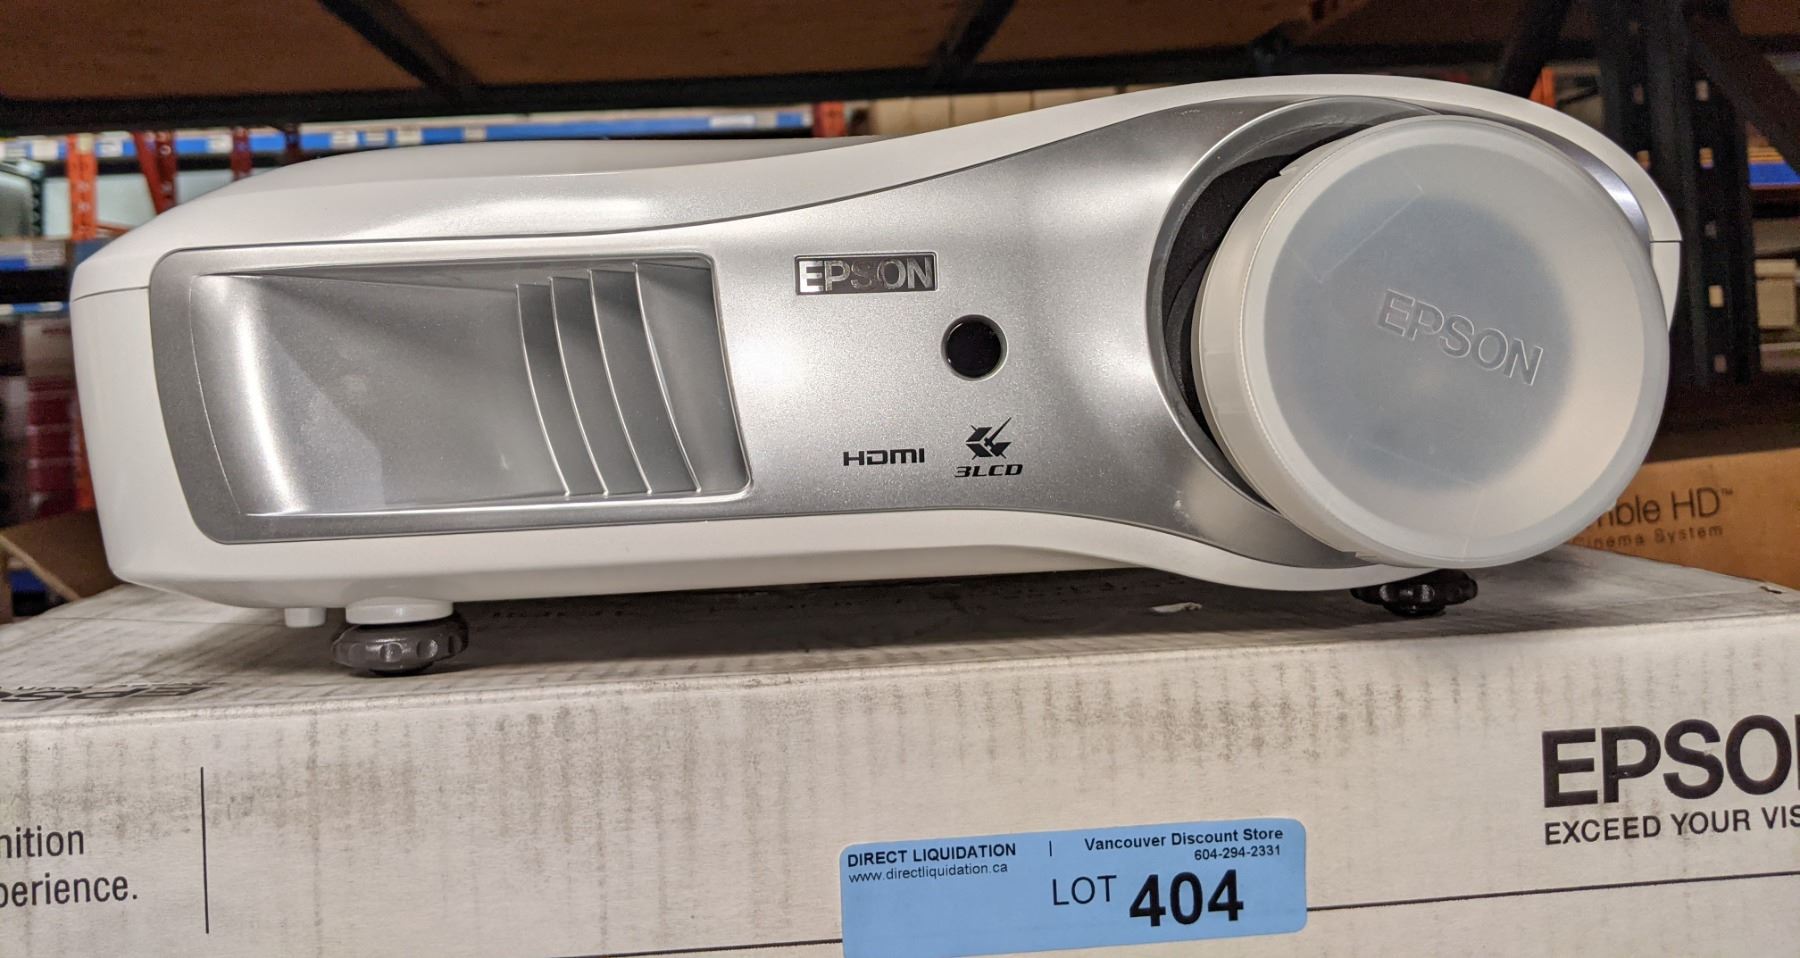 EPSON
EPSON
HDMI
3LCD
mble HD™
inema System
nition
perience.
EPSO
EXCEED YOUR VIS
DIRECT LIQUIDATION | Vancouver Discount Store
www.directliquidation.ca 604-294-2331
LOT 404